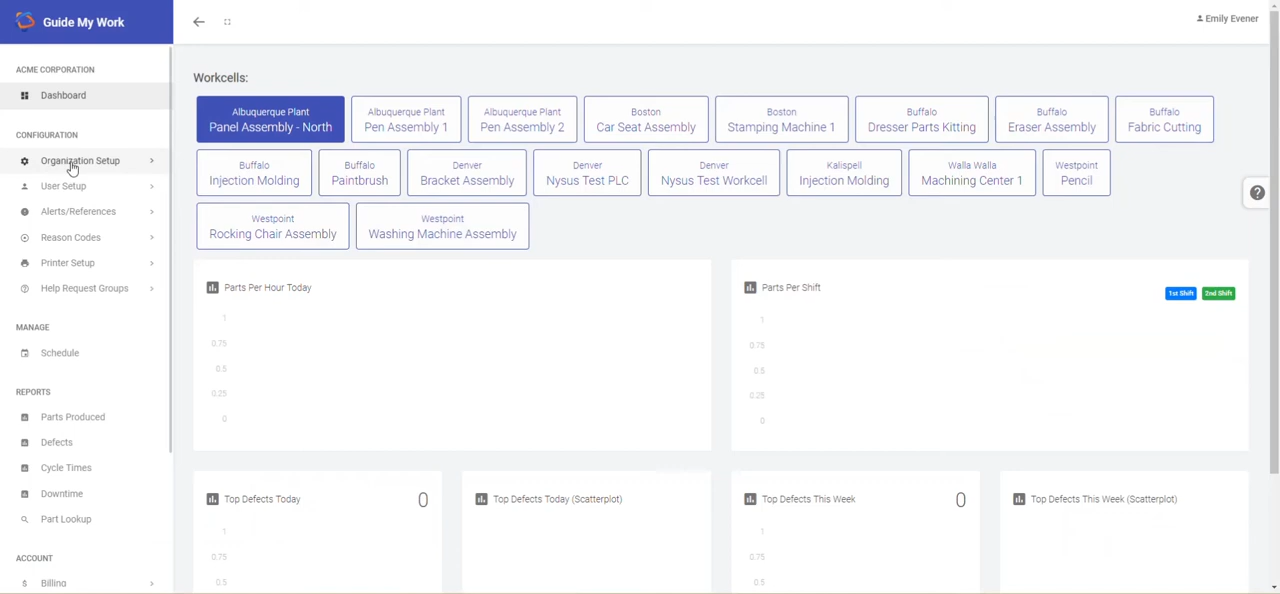 Guide My Work
Emily Evener
ACME CORPORATION
Dashboard
CONFIGURATION
Organization Setup
User Setup
Alerts/References
Reason Codes
Printer Setup
Help Request Groups
MANAGE
Schedule
REPORTS
Parts Produced
Defects
Cycle Times
Downtime
Part Lookup
ACCOUNT
Billing
Workcells:
Albuquerque Plant
Panel Assembly - North
Albuquerque Plant
Pen Assembly 1
Albuquerque Plant
Pen Assembly 2
Boston
Car Seat Assembly
Boston
Stamping Machine 1
Buffalo
Dresser Parts Kitting
Buffalo
Eraser Assembly
Buffalo
Fabric Cutting
Buffalo
Injection Molding
Buffalo
Paintbrush
Denver
Bracket Assembly
Denver
Nysus Test PLC
Denver
Nysus Test Workcell
Kalispell
Injection Molding
Walla Walla
Machining Center 1
Westpoint
Pencil
Westpoint
Rocking Chair Assembly
Westpoint
Washing Machine Assembly
Parts Per Hour Today
1
0.75
0.5
0.25
0
Parts Per Shift
1st Shift
2nd Shift
1
0.75
0.5
0.25
0
Top Defects Today
0
1
0.75
0.5
Top Defects Today (Scatterplot)
Top Defects This Week
0
1
0.75
0.5
Top Defects This Week (Scatterplot)